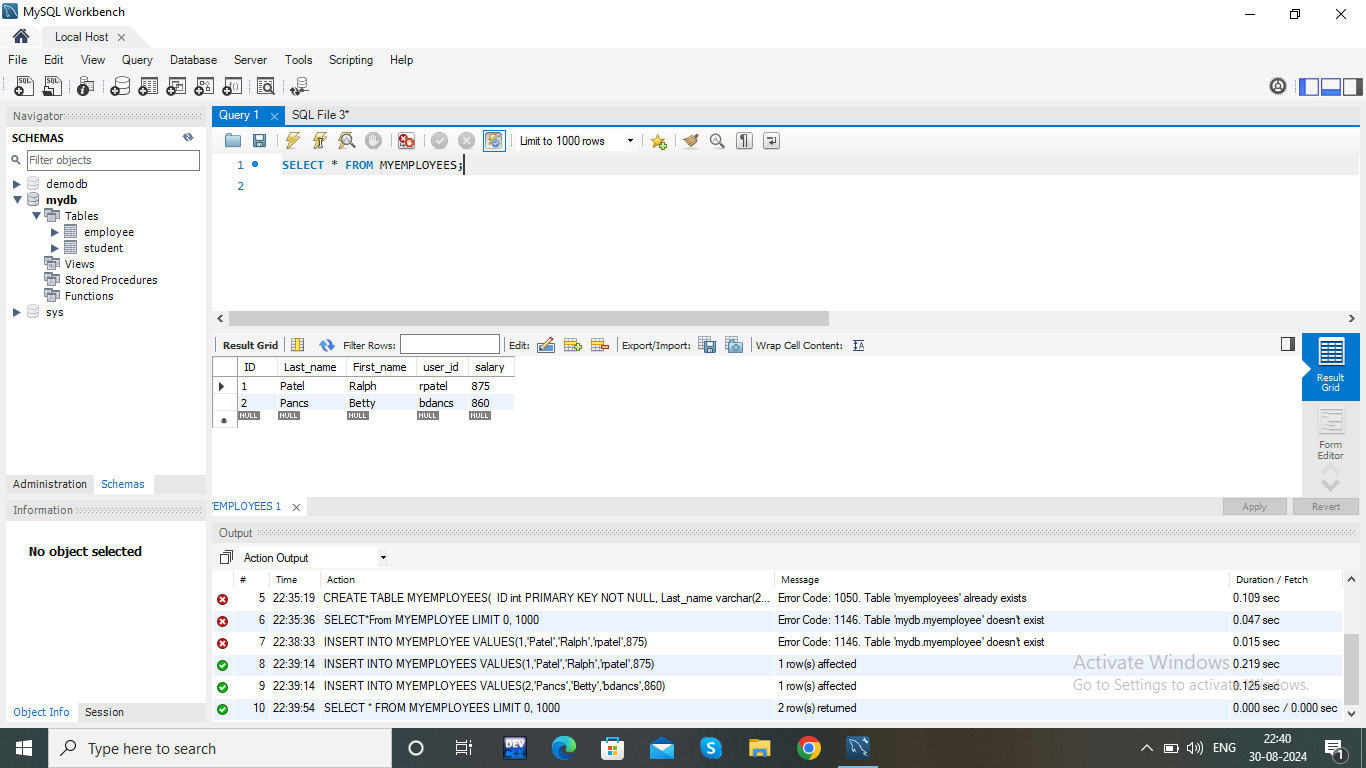 MySQL Workbench
Local Host
File Edit View Query Database Server Tools Scripting Help
Navigator
SCHEMAS
Filter objects
demodb
mydb
Tables
employee
student
Views
Stored Procedures
Functions
sys
Administration Schemas
Information
No object selected
Object Info Session
Query 1 SQL File 3*
Limit to 1000 rows
1 SELECT * FROM MYEMPLOYEES;
2
Result Grid Filter Rows: Edit: Export/Import: Wrap Cell Content:
ID Last_name First_name user_id salary
1 Patel Ralph rpatel 875
2 Pancs Betty bdancs 860
NULL NULL NULL NULL NULL
Result Grid
Form Editor
YEMPLOYEES 1
Apply Revert
Output
Action Output
# Time Action Message Duration / Fetch
5 22:35:19 CREATE TABLE MYEMPLOYEES( ID int PRIMARY KEY NOT NULL, Last_name varchar(2... Error Code: 1050. Table 'myemployees' already exists 0.109 sec
6 22:35:36 SELECT*From MYEMPLOYEE LIMIT 0, 1000 Error Code: 1146. Table 'mydb.myemployee' doesn't exist 0.047 sec
7 22:38:33 INSERT INTO MYEMPLOYEE VALUES(1,'Patel','Ralph','rpatel',875) Error Code: 1146. Table 'mydb.myemployee' doesn't exist 0.015 sec
8 22:39:14 INSERT INTO MYEMPLOYEES VALUES(1,'Patel','Ralph','rpatel',875) 1 row(s) affected 0.219 sec
9 22:39:14 INSERT INTO MYEMPLOYEES VALUES(2,'Pancs','Betty','bdancs',860) 1 row(s) affected 0.125 sec
10 22:39:54 SELECT * FROM MYEMPLOYEES LIMIT 0, 1000 2 row(s) returned 0.000 sec / 0.000 sec
Activate Windows
Go to Settings to activate Windows.
Type here to search
DEV
ENG
22:40
30-08-2024
1